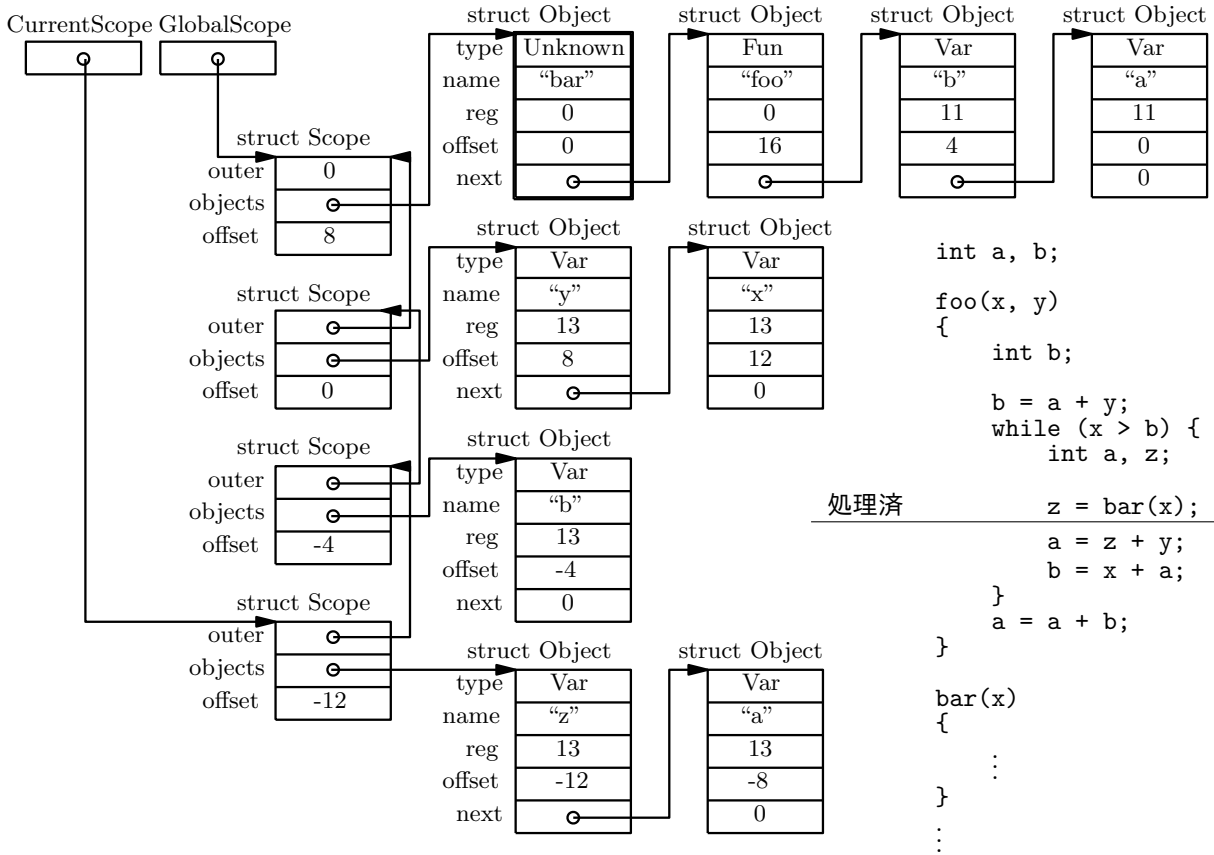 CurrentScope GlobalScope
struct Object
struct Object
struct Object
struct Object
type Unknown Fun Var Var
name “bar” “foo” “b” “a”
reg 0 0 11 11
offset 0 16 4 0
next 0
struct Scope
outer 0
objects
offset 8
struct Object
struct Object
type Var Var
name “y” “x”
reg 13 13
offset 8 12
next 0
struct Scope
outer
objects
offset 0
struct Object
type Var
name “b”
reg 13
offset -4
next 0
struct Scope
outer
objects
offset -4
struct Object
struct Object
type Var Var
name “z” “a”
reg 13 13
offset -12 -8
next 0
struct Scope
outer
objects
offset -12
int a, b;
foo(x, y)
{
int b;
b = a + y;
while (x > b) {
int a, z;
処理済 z = bar(x);
a = z + y;
b = x + a;
}
a = a + b;
}
bar(x)
{
⋮
}
⋮